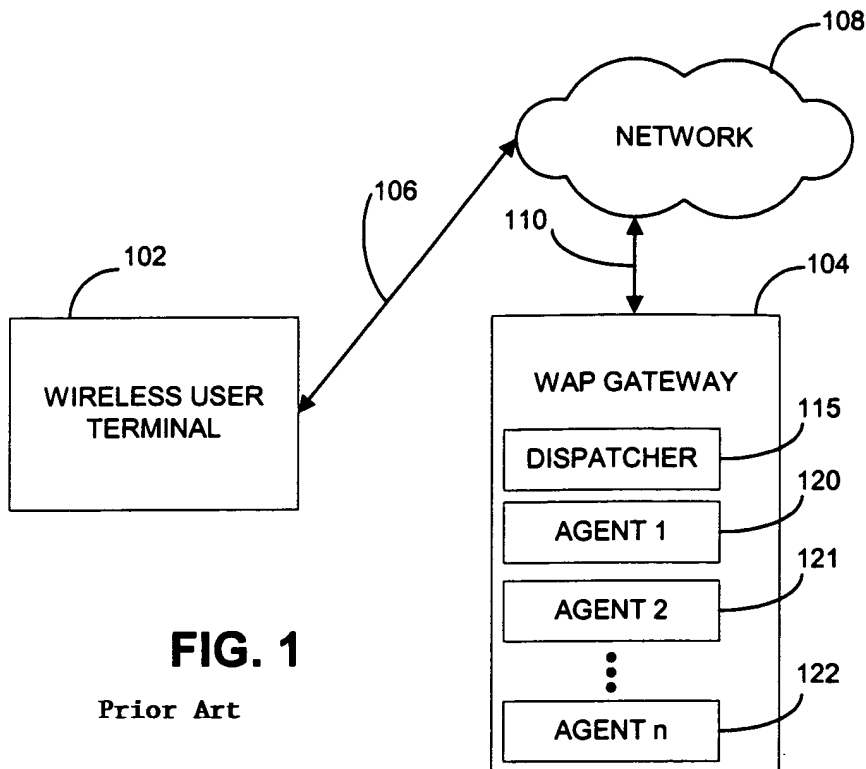 108
NETWORK
106
110
102
104
WIRELESS USER
TERMINAL
WAP GATEWAY
115
DISPATCHER
120
AGENT 1
121
AGENT 2
FIG. 1
Prior Art
122
AGENT n